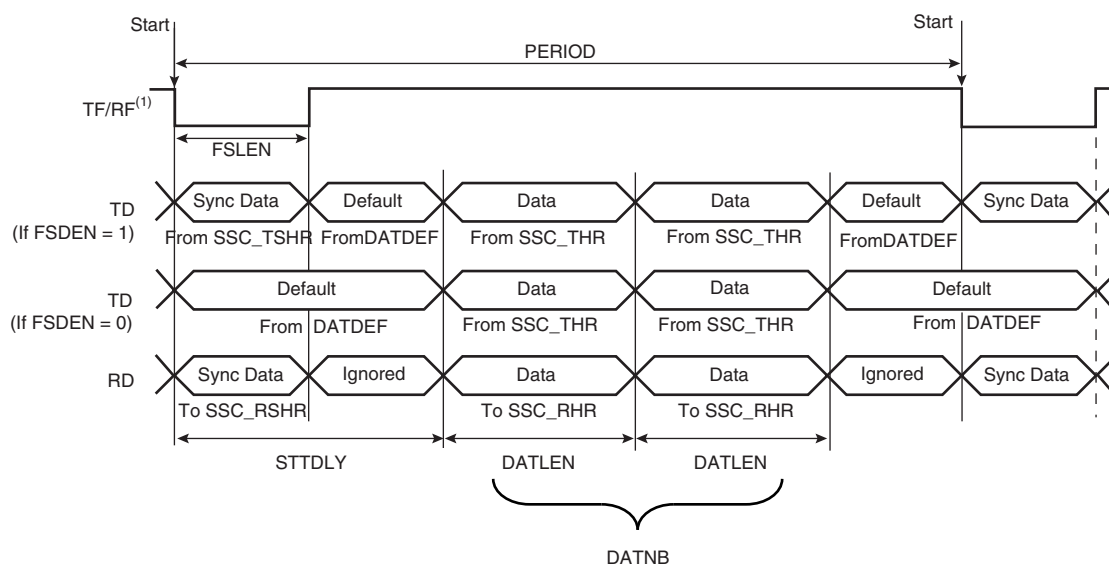 Start
Start
PERIOD
TF/RF(1)
FSLEN
TD
(If FSDEN = 1)
Sync Data
Default
Data
Data
Default
Sync Data
From SSC_TSHR
FromDATDEF
From SSC_THR
From SSC_THR
FromDATDEF
TD
(If FSDEN = 0)
Default
Data
Data
Default
From DATDEF
From SSC_THR
From SSC_THR
From DATDEF
RD
Sync Data
Ignored
Data
Data
Ignored
Sync Data
To SSC_RSHR
To SSC_RHR
To SSC_RHR
STTDLY
DATLEN
DATLEN
DATNB